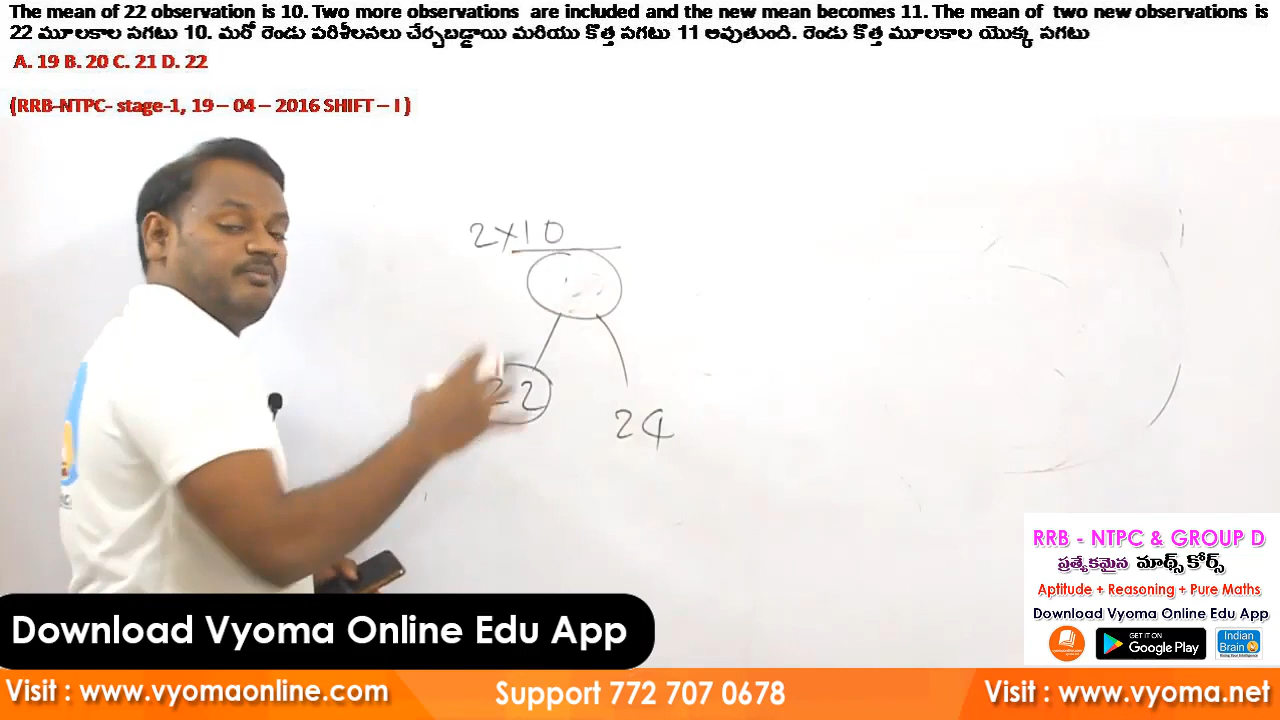 The mean of 22 observation is 10. Two more observations are included and the new mean becomes 11. The mean of two new observations is
22 మూలకాల సగటు 10. మరో రెండు పరిశీలనలు చేర్చబడ్డాయి మరియు కొత్త సగటు 11 అవుతుంది. రెండు కొత్త మూలకాల యొక్క సగటు
A. 19 B. 20 C. 21 D. 22
(RRB-NTPC- stage-1, 19 – 04 – 2016 SHIFT – I )
2×10
22
24
RRB - NTPC & GROUP D
ప్రత్యేకమైన మాథ్స్ కోర్స్
Aptitude + Reasoning + Pure Maths
Download Vyoma Online Edu App
GET IT ON
Google Play
Indian
Brain
Download Vyoma Online Edu App
Visit : www.vyomaonline.com
Support 772 707 0678
Visit : www.vyoma.net